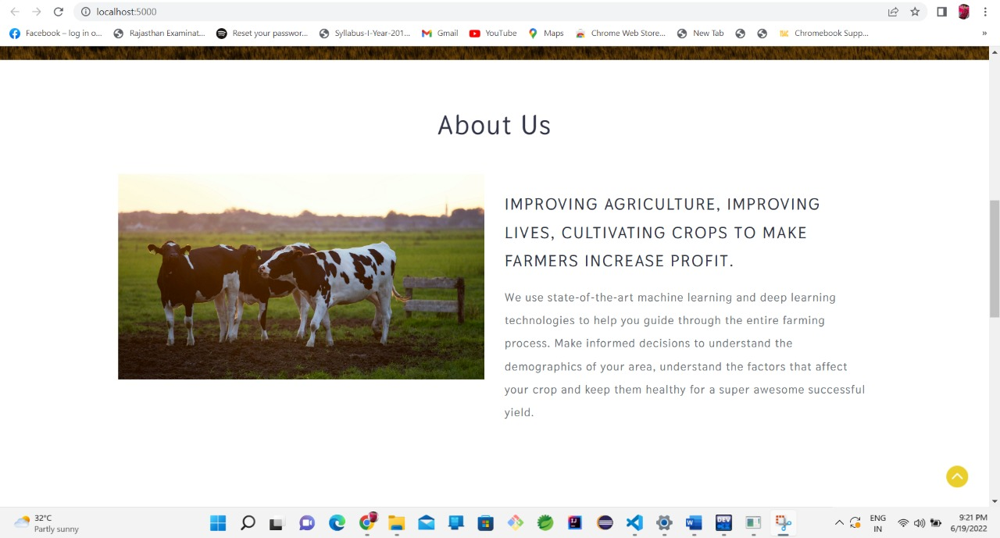 localhost:5000
Facebook – log in o...
Rajasthan Examinat...
Reset your passwor...
Syllabus-I-Year-201...
Gmail
YouTube
Maps
Chrome Web Store...
New Tab
Chromebook Supp...
»
About Us
IMPROVING AGRICULTURE, IMPROVING
LIVES, CULTIVATING CROPS TO MAKE
FARMERS INCREASE PROFIT.
We use state-of-the-art machine learning and deep learning
technologies to help you guide through the entire farming
process. Make informed decisions to understand the
demographics of your area, understand the factors that affect
your crop and keep them healthy for a super awesome successful
yield.
32°C
Partly sunny
DEV
ENG
IN
9:21 PM
6/19/2022